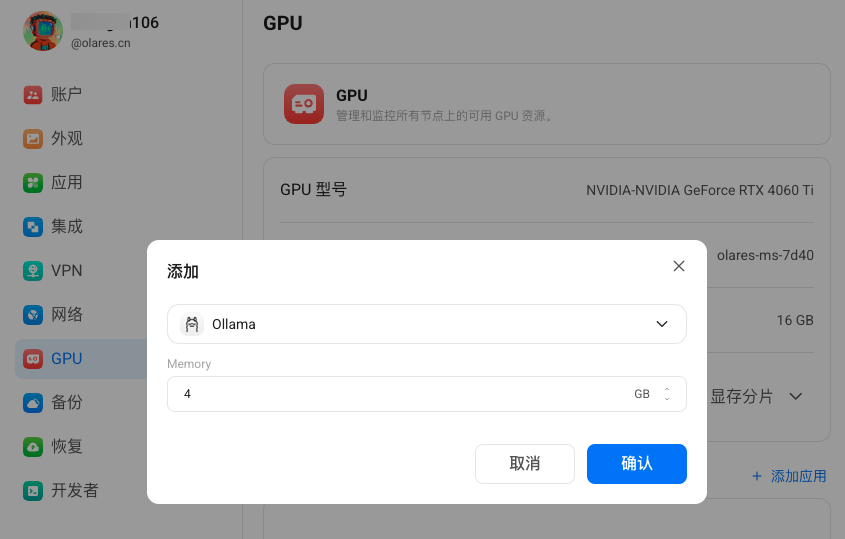 106
@olares.cn
账户
外观
应用
集成
VPN
网络
GPU
备份
恢复
开发者
GPU
GPU
管理和监控所有节点上的可用 GPU 资源。
GPU 型号
NVIDIA-NVIDIA GeForce RTX 4060 Ti
olares-ms-7d40
16 GB
显存分片
添加应用
添加
Ollama
Memory
4
GB
取消
确认